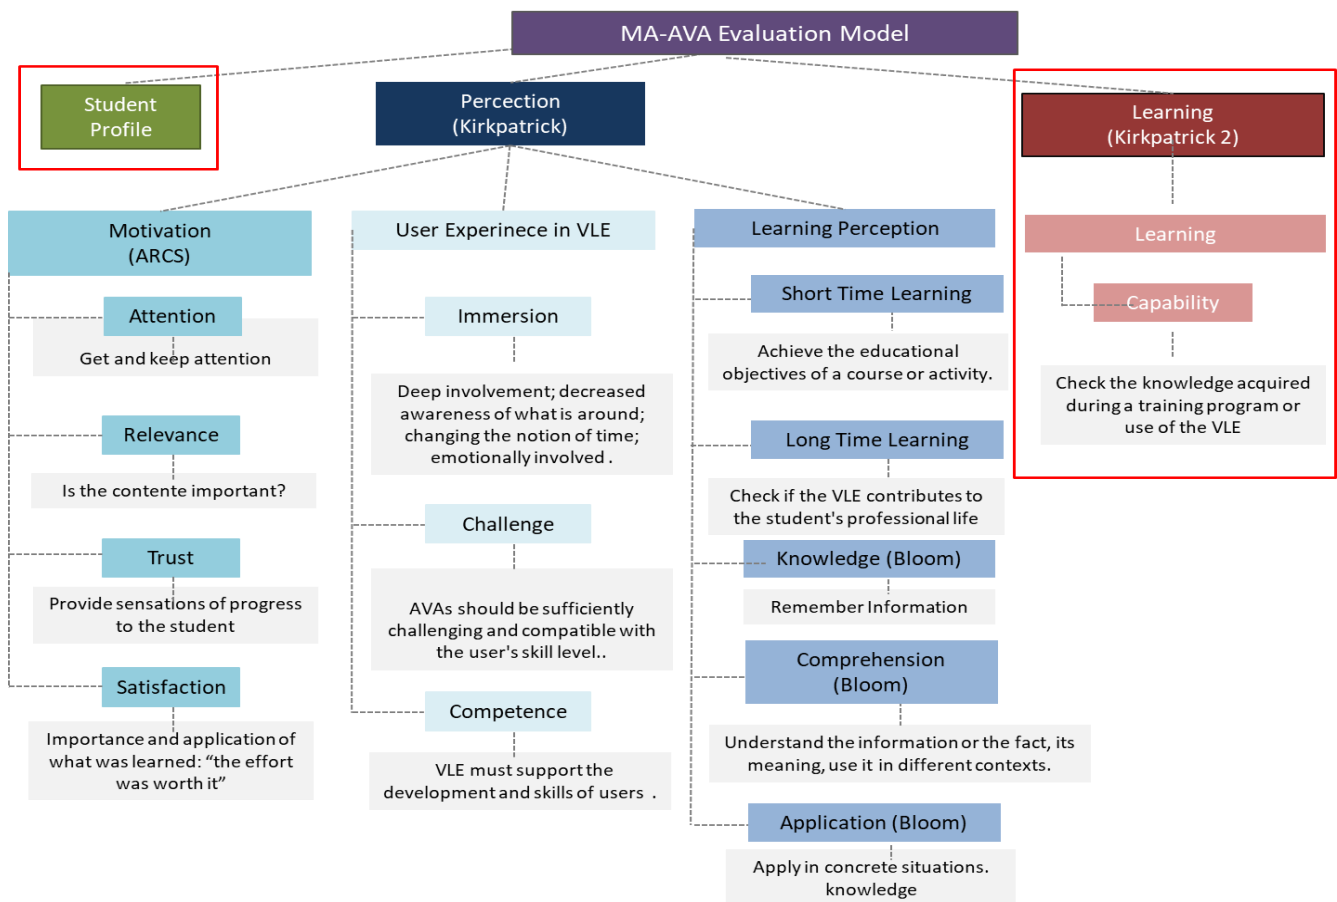 MA-AVA Evaluation Model
Student
Profile
Percection
(Kirkpatrick)
Learning
(Kirkpatrick 2)
Motivation
(ARCS)
Attention
Get and keep attention
Relevance
Is the contente important?
Trust
Provide sensations of progress
to the student
Satisfaction
Importance and application of
what was learned: “the effort
was worth it”
User Experinece in VLE
Immersion
Deep involvement; decreased
awareness of what is around;
changing the notion of time;
emotionally involved .
Challenge
AVAs should be sufficiently
challenging and compatible with
the user's skill level..
Competence
VLE must support the
development and skills of users .
Learning Perception
Short Time Learning
Achieve the educational
objectives of a course or activity.
Long Time Learning
Check if the VLE contributes to
the student's professional life
Knowledge (Bloom)
Remember Information
Comprehension
(Bloom)
Understand the information or the fact, its
meaning, use it in different contexts.
Application (Bloom)
Apply in concrete situations.
knowledge
Learning
Capability
Check the knowledge acquired
during a training program or
use of the VLE